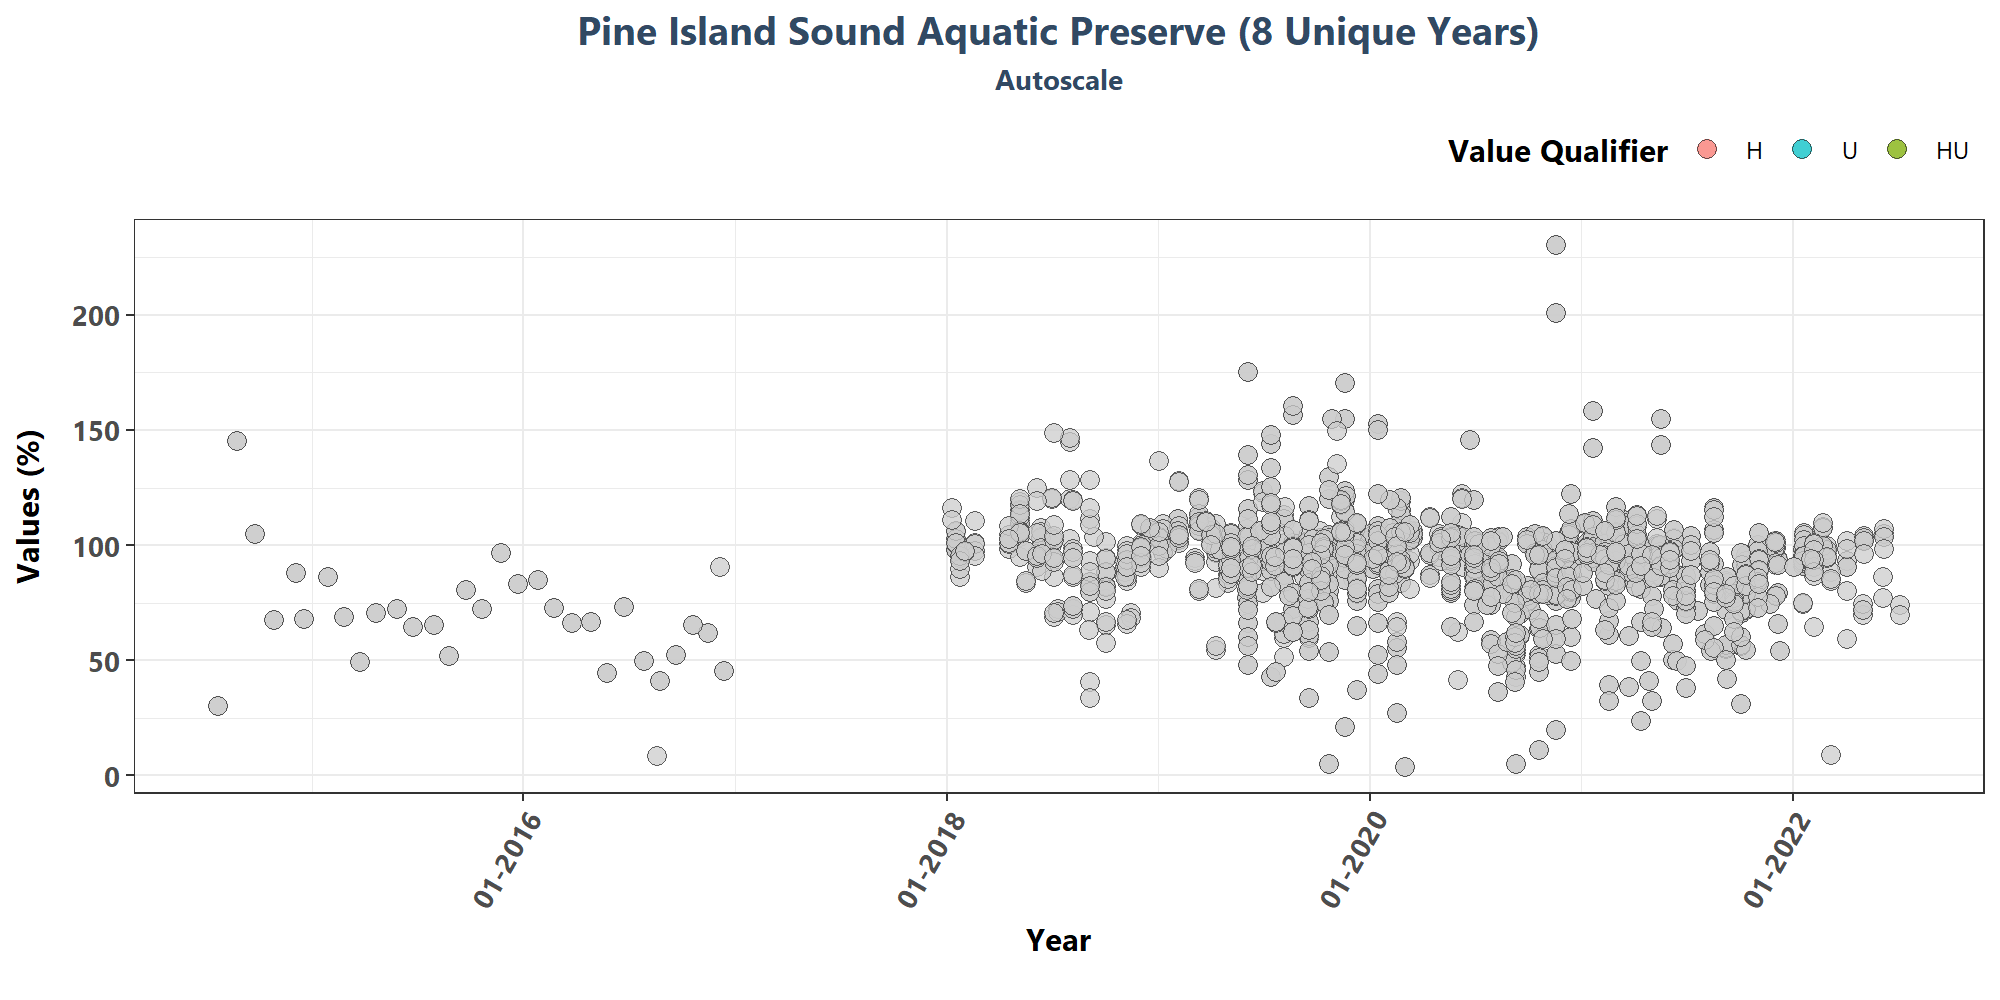 Pine Island Sound Aquatic Preserve (8 Unique Years)
Autoscale
Value Qualifier H U HU
Values (%)
200
150
100
50
0
01-2016 01-2018 01-2020 01-2022
Year